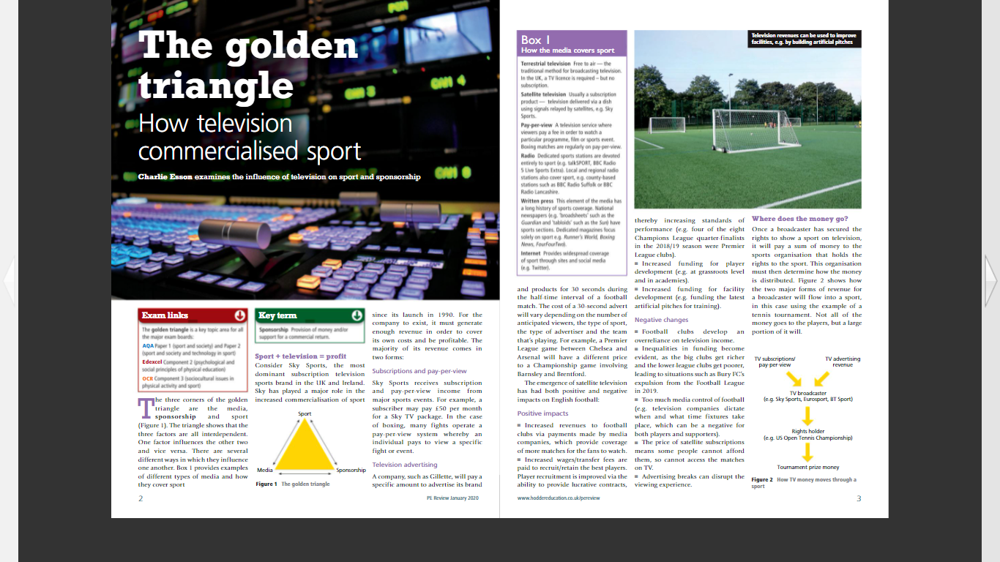 The golden
triangle
How television
commercialised sport
Charlie Esson examines the influence of television on sport and sponsorship
CAM 3
CAM 4
CAM 8
Exam links
The golden triangle is a key topic area for all
the major exam boards:
AQA Paper 1 (sport and society) and Paper 2
(sport and society and technology in sport)
Edexcel Component 2 (psychological and
social principles of physical education)
OCR Component 3 (sociocultural issues in
physical activity and sport)
The three corners of the golden
triangle are the media,
sponsorship and sport
(Figure 1). The triangle shows that the
three factors are all interdependent.
One factor influences the other two
and vice versa. There are several
different ways in which they influence
one another. Box 1 provides examples
of different types of media and how
they cover sport
Key term
Sponsorship Provision of money and/or
support for a commercial return.
Sport + television = profit
Consider Sky Sports, the most
dominant subscription television
sports brand in the UK and Ireland.
Sky has played a major role in the
increased commercialisation of sport
Sport
Media
Sponsorship
Figure 1 The golden triangle
since its launch in 1990. For the
company to exist, it must generate
enough revenue in order to cover
its own costs and be profitable. The
majority of its revenue comes in
two forms:
Subscriptions and pay-per-view
Sky Sports receives subscription
and pay-per-view income from
major sports events. For example, a
subscriber may pay £50 per month
for a Sky TV package. In the case
of boxing, many fights operate a
pay-per-view system whereby an
individual pays to view a specific
fight or event.
Television advertising
A company, such as Gillette, will pay a
specific amount to advertise its brand
2
PE Review January 2020
Box 1
How the media covers sport
Terrestrial television Free to air — the
traditional method for broadcasting television.
In the UK, a TV licence is required – but no
subscription.
Satellite television Usually a subscription
product — television delivered via a dish
using signals relayed by satellites, e.g. Sky
Sports.
Pay-per-view A television service where
viewers pay a fee in order to watch a
particular programme, film or sports event.
Boxing matches are regularly on pay-per-view.
Radio Dedicated sports stations are devoted
entirely to sport (e.g. talkSPORT, BBC Radio
5 Live Sports Extra). Local and regional radio
stations also cover sport, e.g. county-based
stations such as BBC Radio Suffolk or BBC
Radio Lancashire.
Written press This element of the media has
a long history of sports coverage. National
newspapers (e.g. 'broadsheets' such as the
Guardian and 'tabloids' such as the Sun) have
sports sections. Dedicated magazines focus
solely on sport e.g. Runner's World, Boxing
News, FourFourTwo).
Internet Provides widespread coverage
of sport through sites and social media
(e.g. Twitter).
and products for 30 seconds during
the half-time interval of a football
match. The cost of a 30-second advert
will vary depending on the number of
anticipated viewers, the type of sport,
the type of advertiser and the team
that's playing. For example, a Premier
League game between Chelsea and
Arsenal will have a different price
to a Championship game involving
Barnsley and Brentford.
The emergence of satellite television
has had both positive and negative
impacts on English football:
Positive impacts
▪ Increased revenues to football
clubs via payments made by media
companies, which provide coverage
of more matches for the fans to watch.
▪ Increased wages/transfer fees are
paid to recruit/retain the best players.
Player recruitment is improved via the
ability to provide lucrative contracts,
Television revenues can be used to improve
facilities, e.g. by building artificial pitches
thereby increasing standards of
performance (e.g. four of the eight
Champions League quarter-finalists
in the 2018/19 season were Premier
League clubs).
▪ Increased funding for player
development (e.g. at grassroots level
and in academies).
▪ Increased funding for facility
development (e.g. funding the latest
artificial pitches for training).
Negative changes
▪ Football clubs develop an
overreliance on television income.
▪ Inequalities in funding may become
evident, as the big clubs get richer
and the lower-league clubs get poorer,
leading to situations such as Bury FC's
expulsion from the Football League
in 2019.
▪ Too much media control of football
(e.g. television companies dictate
when and what time fixtures take
place, which can be a negative for
both players and supporters).
▪ The price of satellite subscriptions
means some people cannot afford
them, so cannot access the matches
on TV.
▪ Advertising breaks can disrupt the
viewing experience.
Where does the money go?
Once a broadcaster has secured the
rights to show a sport on television,
it will pay a sum of money to the
sports organisation that holds the
rights to the sport. This organisation
must then determine how the money
is distributed. Figure 2 shows how
the two major forms of revenue for
a broadcaster will flow into a sport,
in this case using the example of a
tennis tournament. Not all of the
money goes to the players, but a large
portion of it will.
TV subscriptions/
pay-per-view
TV advertising
revenue
TV broadcaster
(e.g. Sky Sports, Eurosport, BT Sport)
Rights holder
(e.g. US Open Tennis Championship)
Tournament prize money
Figure 2 How TV money moves through a
sport
www.hoddereducation.co.uk/pereview
3